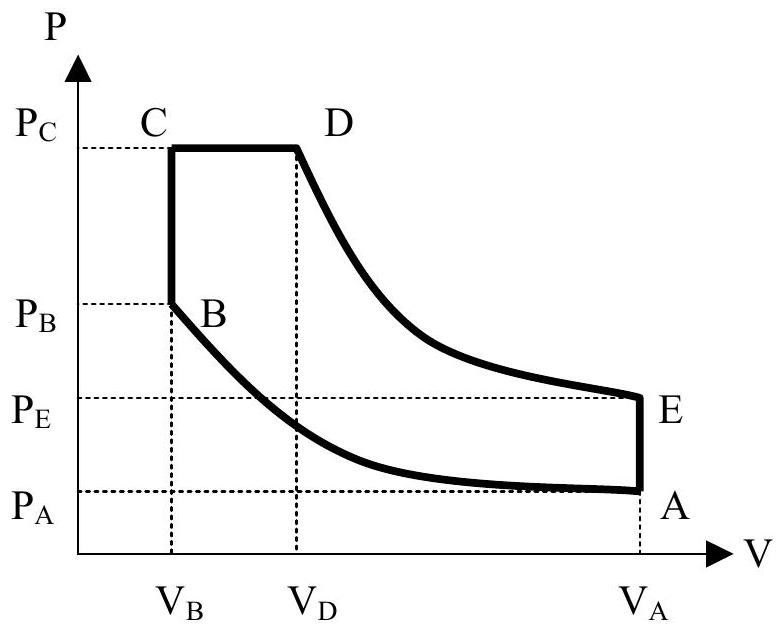 P
P_C C D
P_B B
P_E E
P_A A
V
V_B V_D V_A